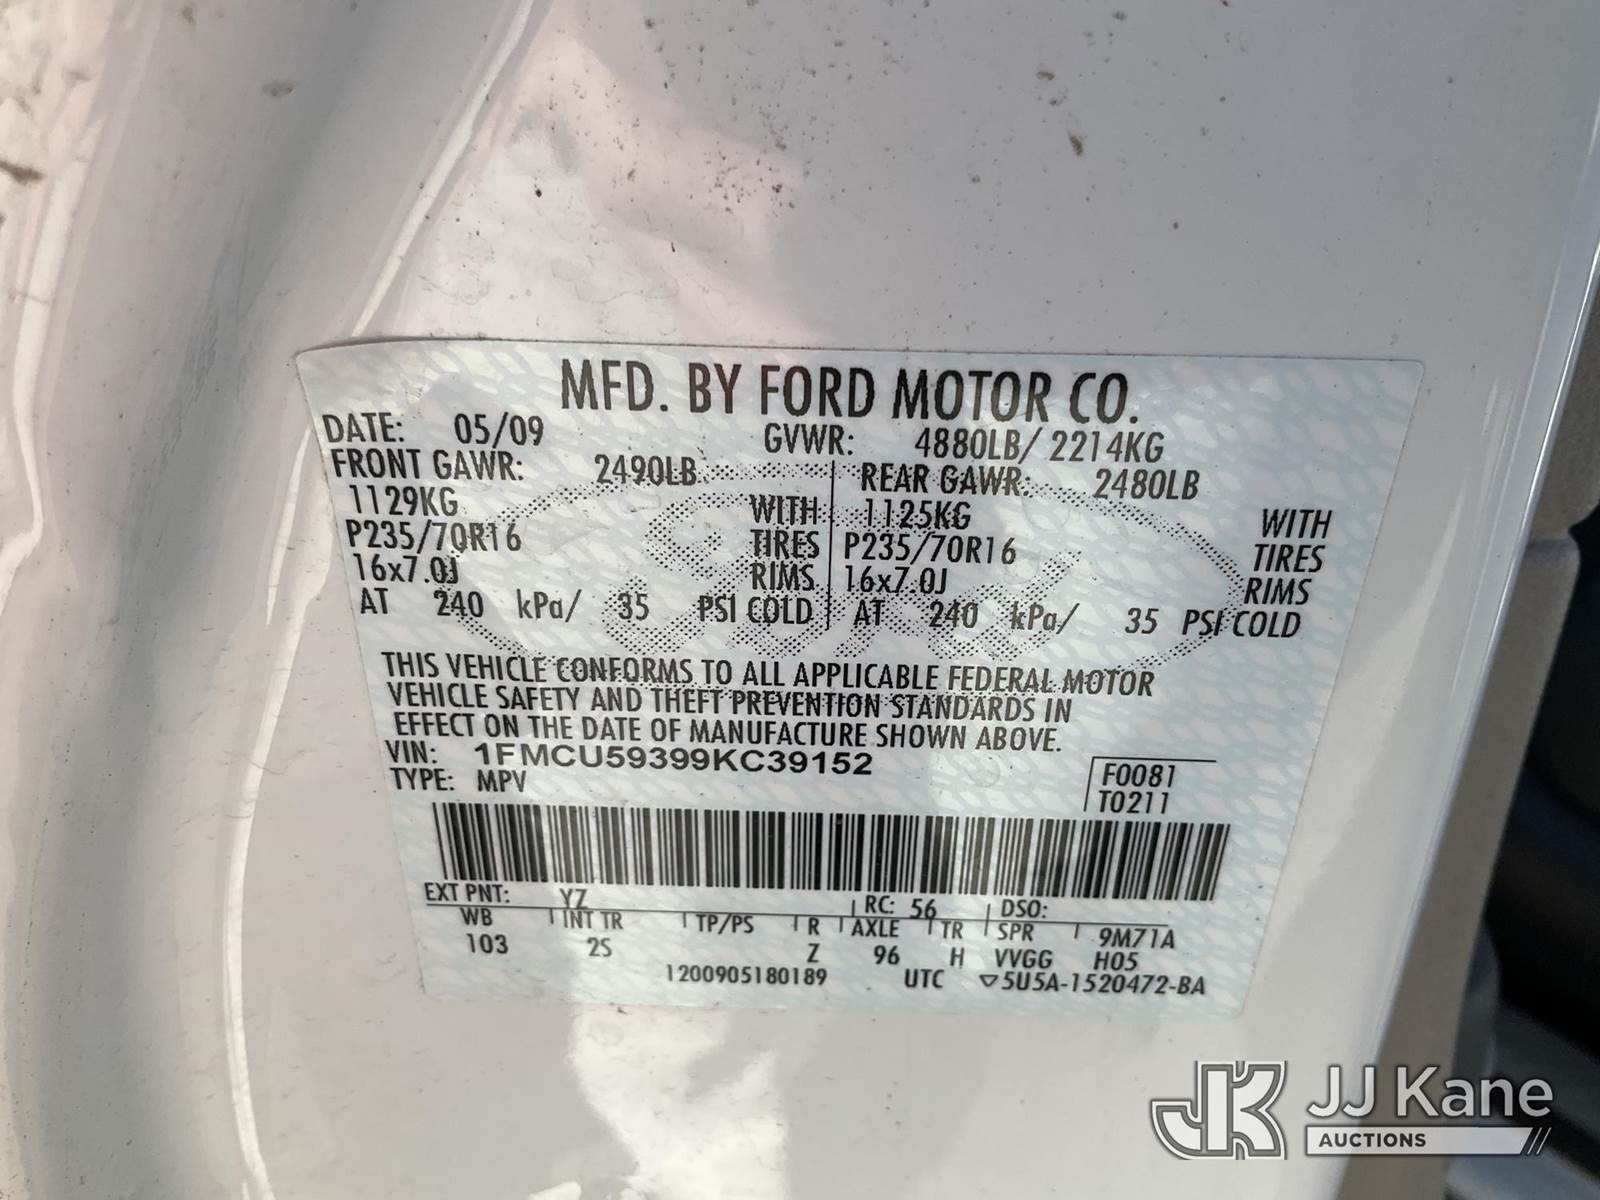 MFD. BY FORD MOTOR CO.
DATE: 05/09 GVWR: 4880LB/ 2214KG
FRONT GAWR: 2490LB REAR GAWR: 2480LB
1129KG WITH 1125KG WITH
P235/70R16 TIRES P235/70R16 TIRES
16x7.0J RIMS 16x7.0J RIMS
AT 240 kPa/ 35 PSI COLD AT 240 kPa/ 35 PSI COLD
THIS VEHICLE CONFORMS TO ALL APPLICABLE FEDERAL MOTOR
VEHICLE SAFETY AND THEFT PREVENTION STANDARDS IN
EFFECT ON THE DATE OF MANUFACTURE SHOWN ABOVE.
VIN: 1FMCU59399KC39152
TYPE: MPV
F0081
T0211
EXT PNT: YZ RC: 56 DSO:
WB INT TR TP/PS R AXLE TR SPR 9M71A
103 2S Z 96 H VVGG H05
1200905180189 UTC ▽5U5A-1520472-BA
JK JJ Kane
AUCTIONS